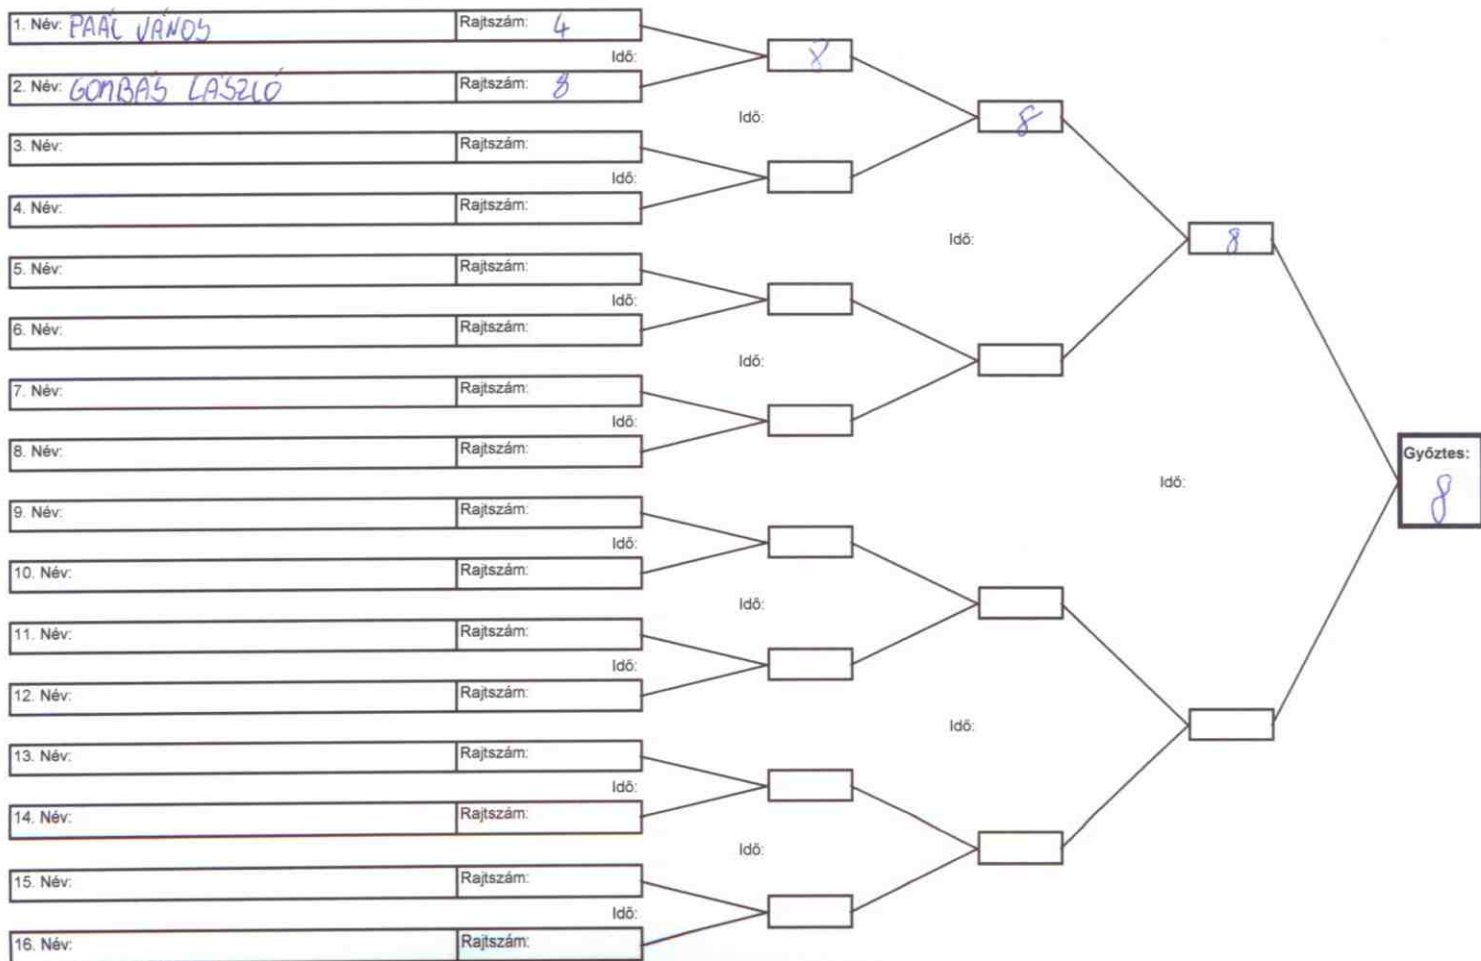 1. Név: PAÁL JÁNOS Rajtszám: 4
Idő:
8
2. Név: GOMBÁS LÁSZLÓ Rajtszám: 8
Idő:
8
3. Név: Rajtszám:
Idő:
4. Név: Rajtszám:
Idő:
8
5. Név: Rajtszám:
Idő:
6. Név: Rajtszám:
Idő:
7. Név: Rajtszám:
Idő:
8. Név: Rajtszám:
Győztes:
Idő:
8
9. Név: Rajtszám:
Idő:
10. Név: Rajtszám:
Idő:
11. Név: Rajtszám:
Idő:
12. Név: Rajtszám:
Idő:
13. Név: Rajtszám:
Idő:
14. Név: Rajtszám:
Idő:
15. Név: Rajtszám:
Idő:
16. Név: Rajtszám: